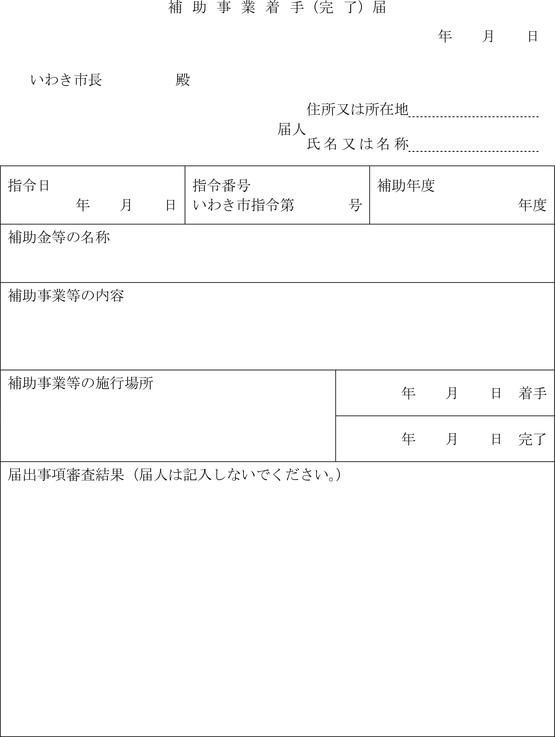 補助事業着手（完了）届
年　月　日
いわき市長　殿
住所又は所在地
届人
氏名又は名称
指令日　指令番号　補助年度
年　月　日　いわき市指令第　号　年度
補助金等の名称
補助事業等の内容
補助事業等の施行場所
年　月　日　着手
年　月　日　完了
届出事項審査結果（届人は記入しないでください。）